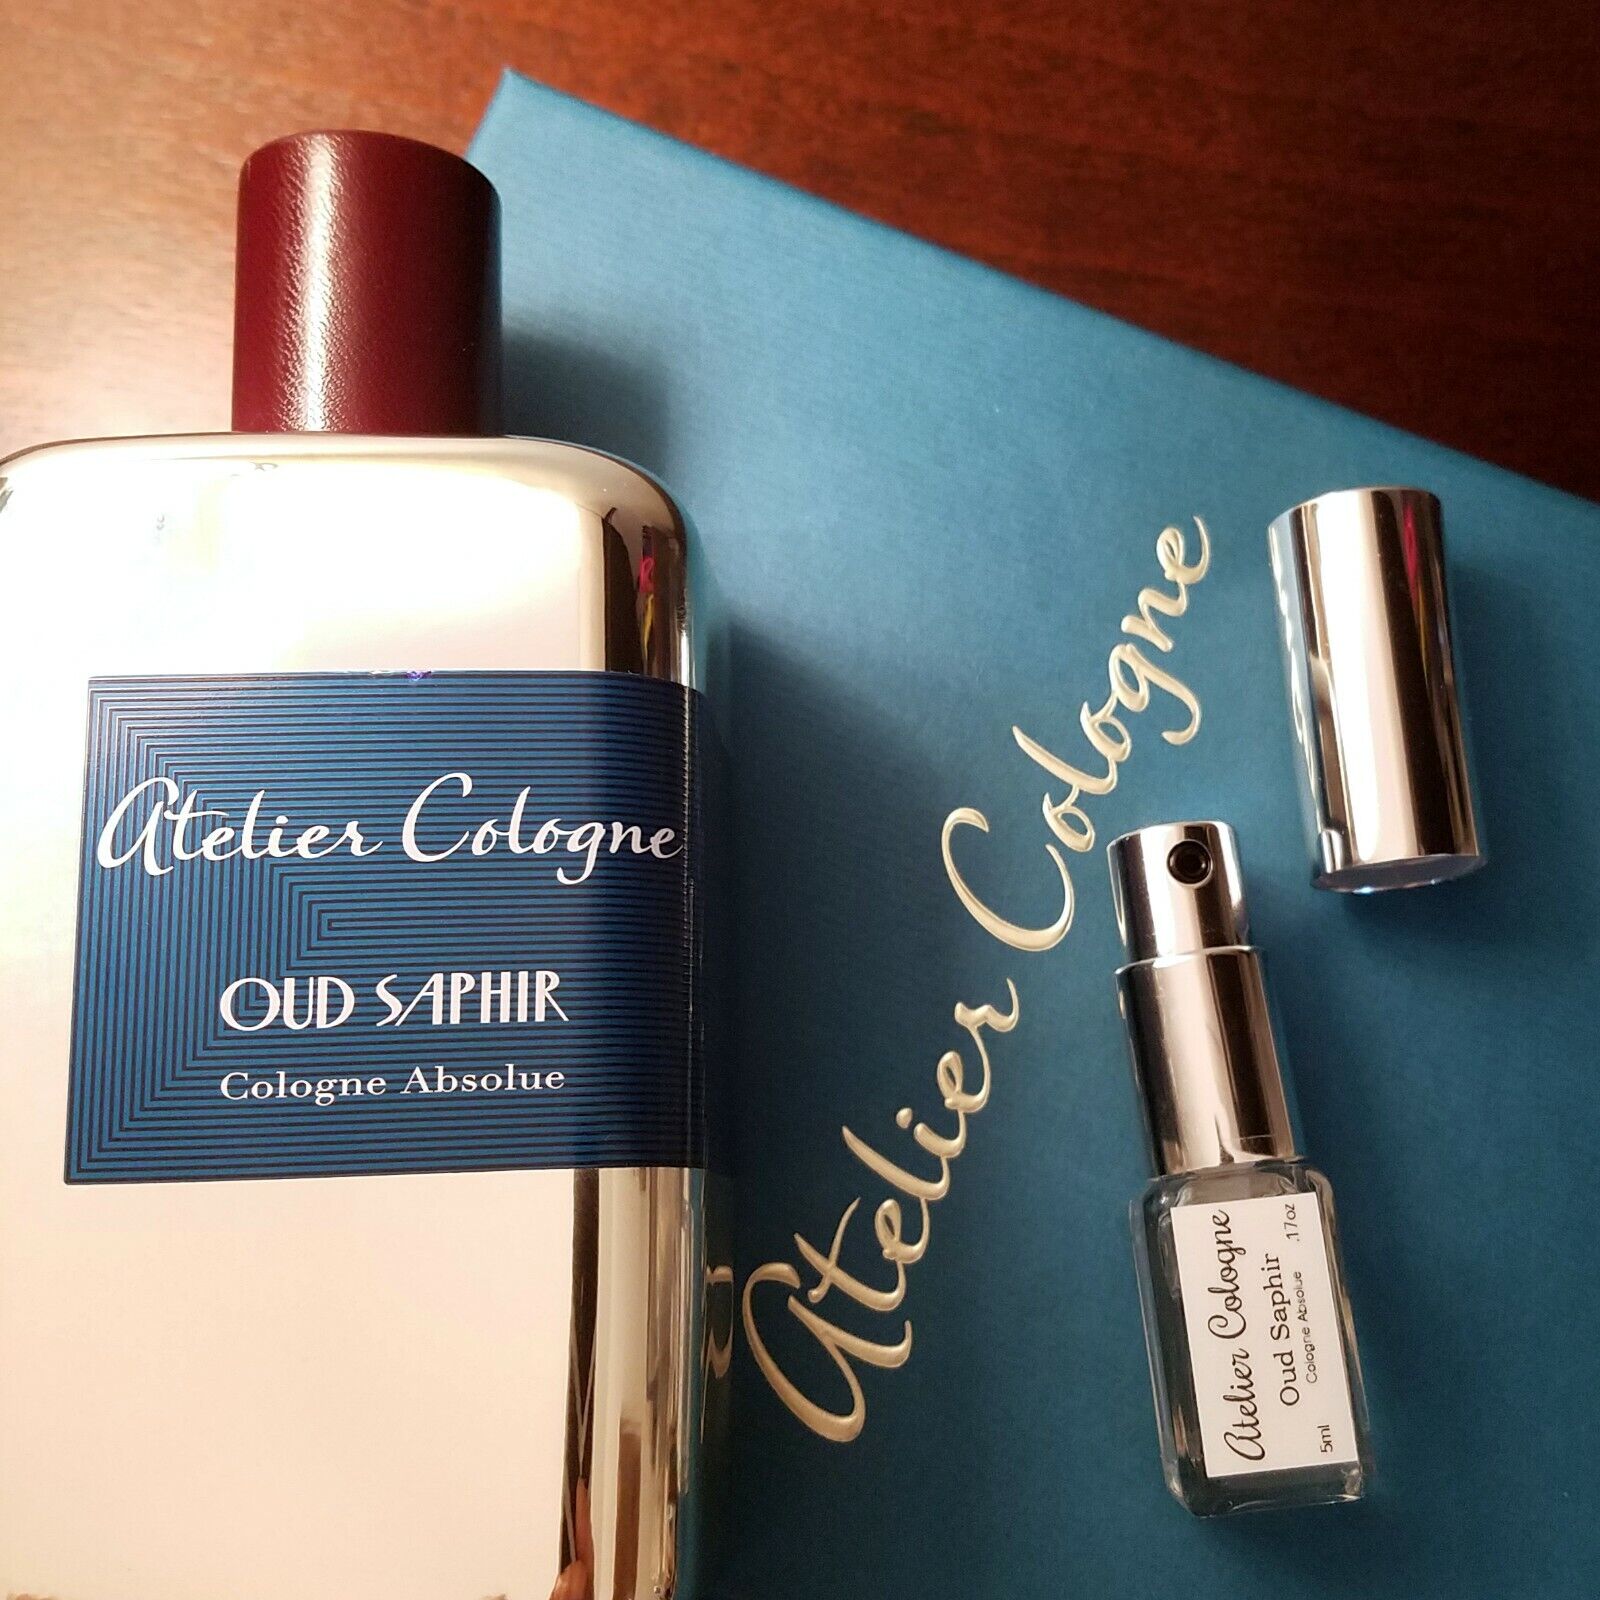 Atelier Cologne
OUD SAPHIR
Cologne Absolue
Atelier Cologne
Atelier Cologne
Oud Saphir
Cologne Absolue
5ml .17oz